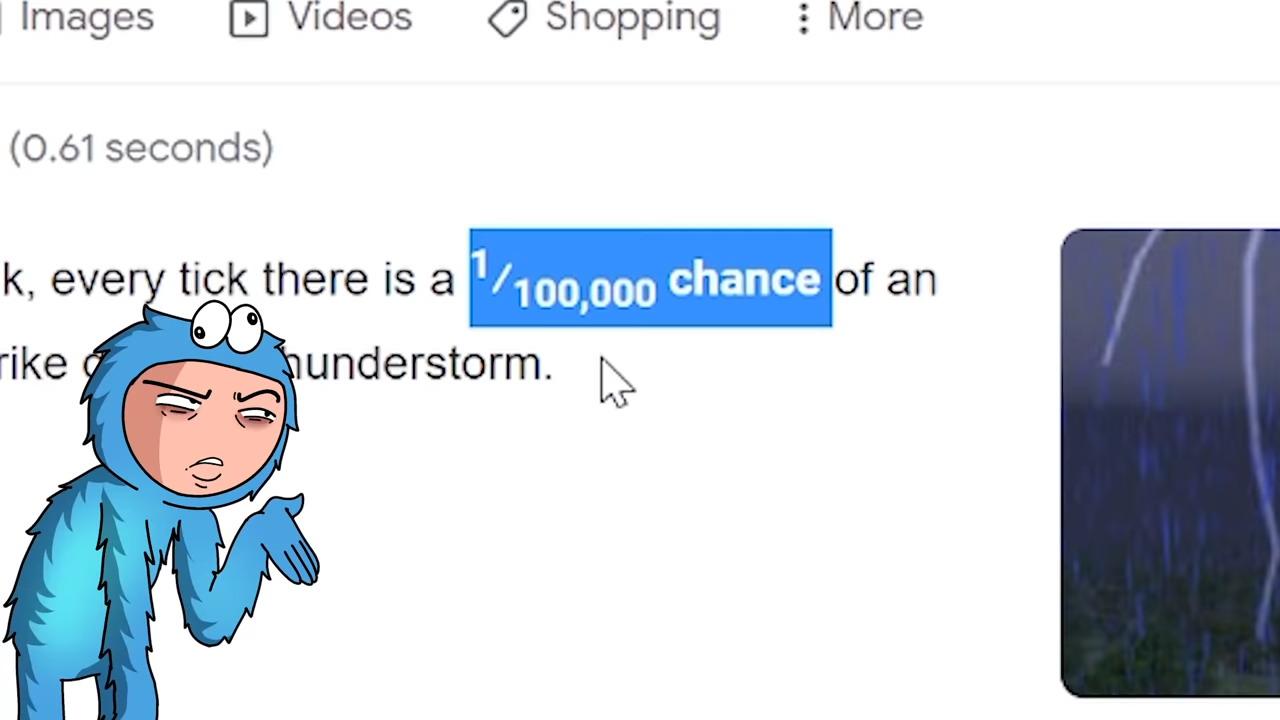 Images Videos Shopping More
(0.61 seconds)
k, every tick there is a 1/100,000 chance of an
rike hunderstorm.